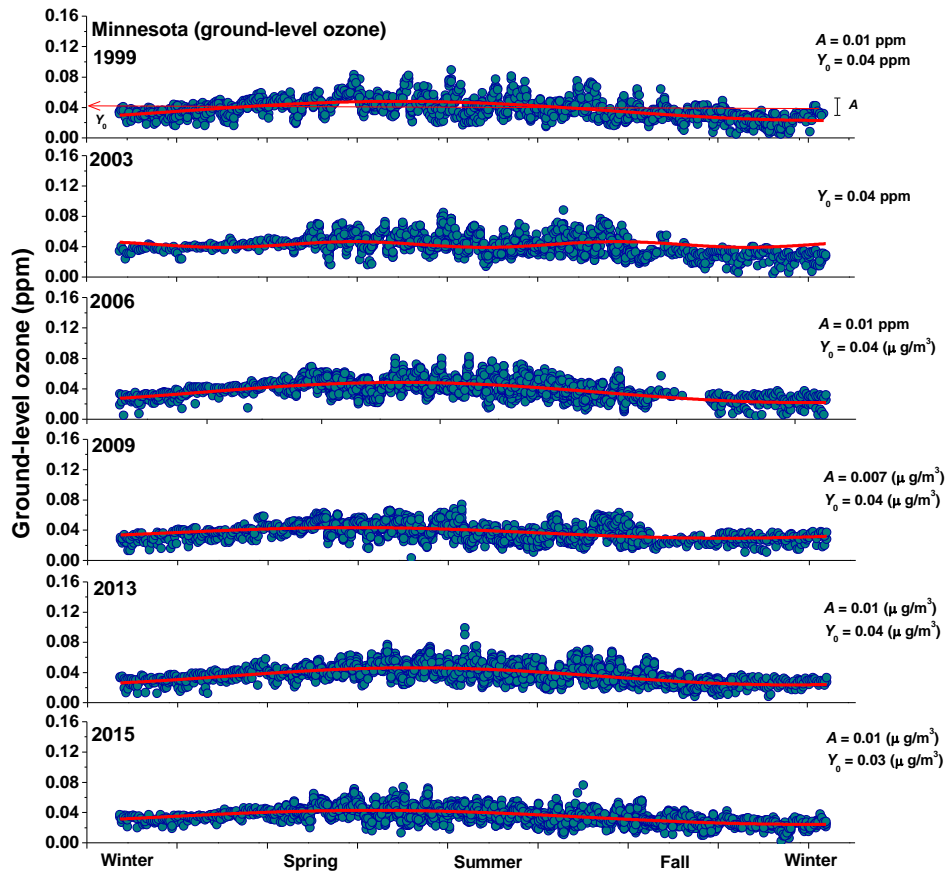 Minnesota (ground-level ozone)
1999
A = 0.01 ppm
Y0 = 0.04 ppm
0.16
0.12
0.08
0.04
0.00
Y0
A
2003
Y0 = 0.04 ppm
0.16
0.12
0.08
0.04
0.00
2006
A = 0.01 ppm
Y0 = 0.04 (μ g/m3)
0.16
0.12
0.08
0.04
0.00
Ground-level ozone (ppm)
2009
A = 0.007 (μ g/m3)
Y0 = 0.04 (μ g/m3)
0.16
0.12
0.08
0.04
0.00
2013
A = 0.01 (μ g/m3)
Y0 = 0.04 (μ g/m3)
0.16
0.12
0.08
0.04
0.00
2015
A = 0.01 (μ g/m3)
Y0 = 0.03 (μ g/m3)
0.16
0.12
0.08
0.04
0.00
Winter Spring Summer Fall Winter